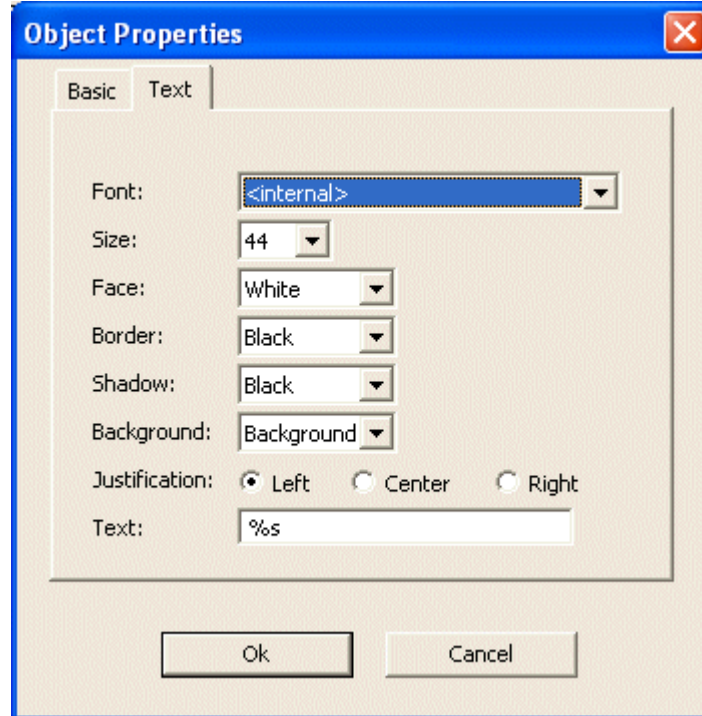 Object Properties
Basic Text
Font: <internal>
Size: 44
Face: White
Border: Black
Shadow: Black
Background: Background
Justification: Left Center Right
Text: %s
Ok Cancel